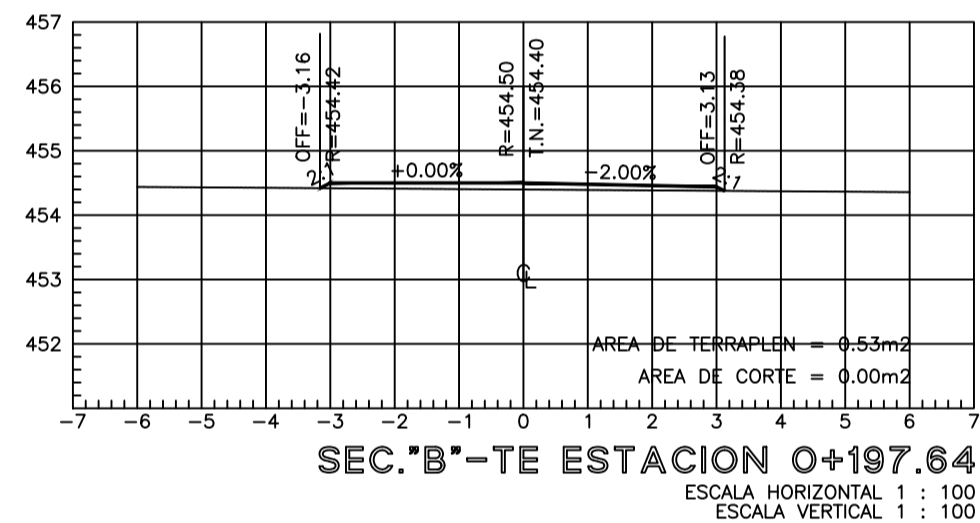 457
456
455
454
453
452
OFF=-3.16
R=454.42
R=454.50
T.N.=454.40
OFF=3.13
R=454.38
2:1
+0.00%
-2.00%
2:1
CL
AREA DE TERRAPLEN = 0.53m2
AREA DE CORTE = 0.00m2
-7 -6 -5 -4 -3 -2 -1 0 1 2 3 4 5 6 7
SEC."B"-TE ESTACION 0+197.64
ESCALA HORIZONTAL 1 : 100
ESCALA VERTICAL 1 : 100